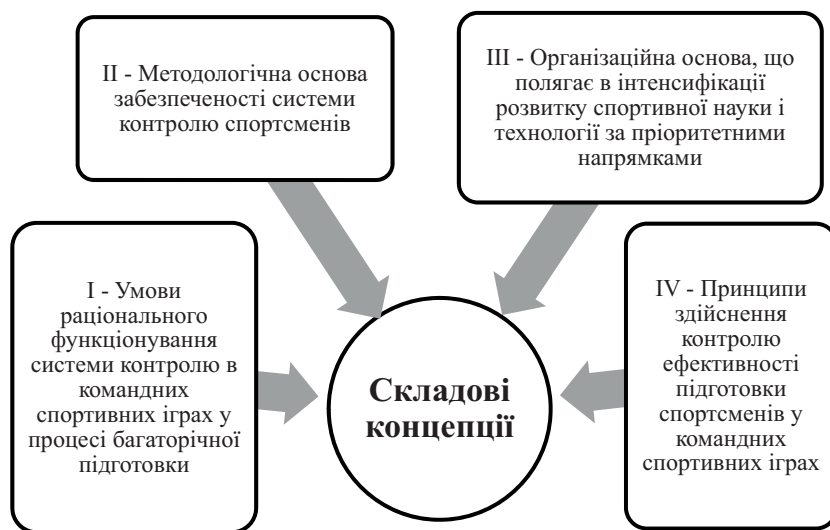 I - Умови
раціонального
функціонування
системи контролю в
командних
спортивних іграх у
процесі багаторічної
підготовки
II - Методологічна основа
забезпеченості системи
контролю спортсменів
III - Організаційна основа, що
полягає в інтенсифікації
розвитку спортивної науки і
технології за пріоритетними
напрямками
IV - Принципи
здійснення
контролю
ефективності
підготовки
спортсменів у
командних
спортивних іграх
Складові
концепції